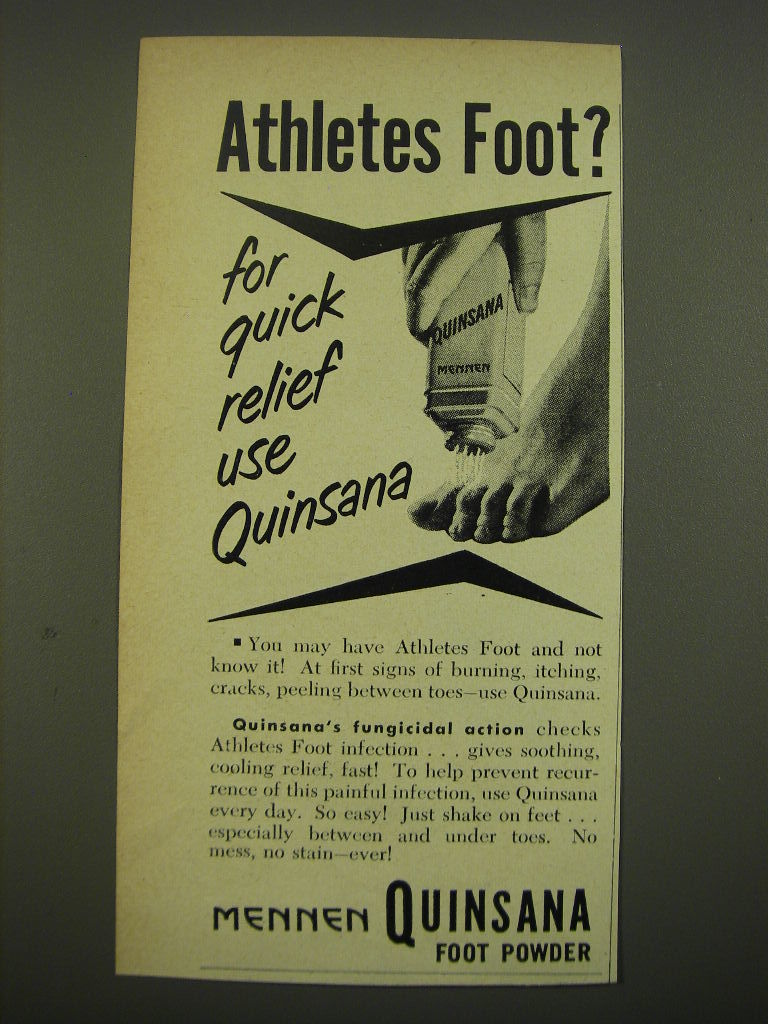 Athletes Foot?
for
quick
relief
use
Quinsana
QUINSANA
MENNEN
▪ You may have Athletes Foot and not
know it! At first signs of burning, itching,
cracks, peeling between toes—use Quinsana.
Quinsana's fungicidal action checks
Athletes Foot infection . . . gives soothing,
cooling relief, fast! To help prevent recur-
rence of this painful infection, use Quinsana
every day. So easy! Just shake on feet . . .
especially between and under toes. No
mess, no stain—ever!
MENNEN QUINSANA
FOOT POWDER